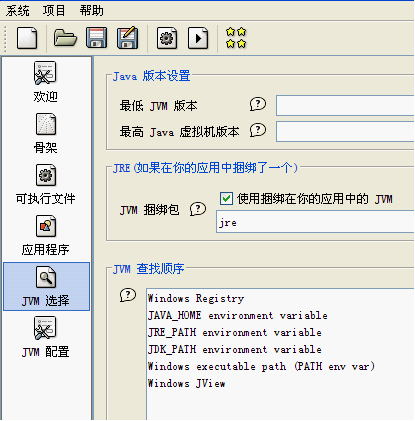 系统 项目 帮助
欢迎
骨架
可执行文件
应用程序
JVM 选择
JVM 配置
Java 版本设置
最低 JVM 版本
最高 Java 虚拟机版本
JRE(如果在你的应用中捆绑了一个)
JVM 捆绑包
使用捆绑在你的应用中的 JVM
jre
JVM 查找顺序
Windows Registry
JAVA_HOME environment variable
JRE_PATH environment variable
JDK_PATH environment variable
Windows executable path (PATH env var)
Windows JView